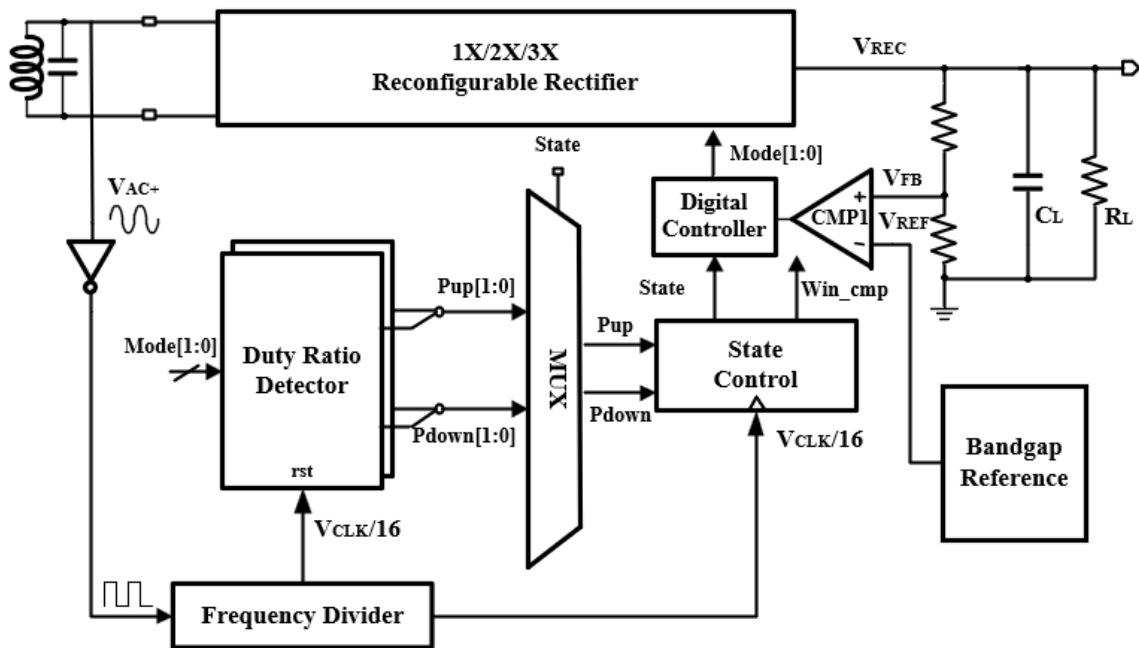 1X/2X/3X
Reconfigurable Rectifier
VREC
State
Mode[1:0]
VAC+
Digital
Controller
CMP1
+
-
VFB
VREF
CL
RL
State
Win_cmp
Pup[1:0]
Mode[1:0]
Duty Ratio
Detector
rst
Pdown[1:0]
MUX
Pup
Pdown
State
Control
VCLK/16
Bandgap
Reference
VCLK/16
Frequency Divider